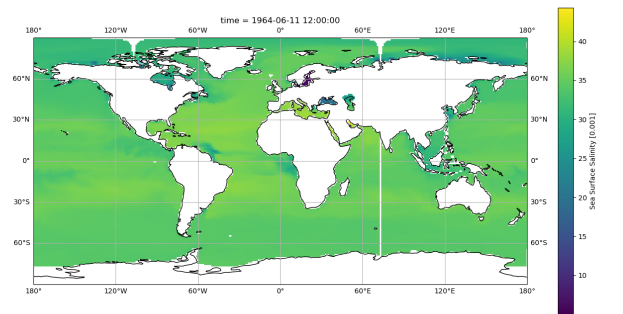 time = 1964-06-11 12:00:00
180° 120°W 60°W 0° 60°E 120°E 180°
60°N 60°N
30°N 30°N
0° 0°
30°S 30°S
60°S 60°S
180° 120°W 60°W 0° 60°E 120°E 180°
40
35
30
25
20
15
10
Sea Surface Salinity [0.001]